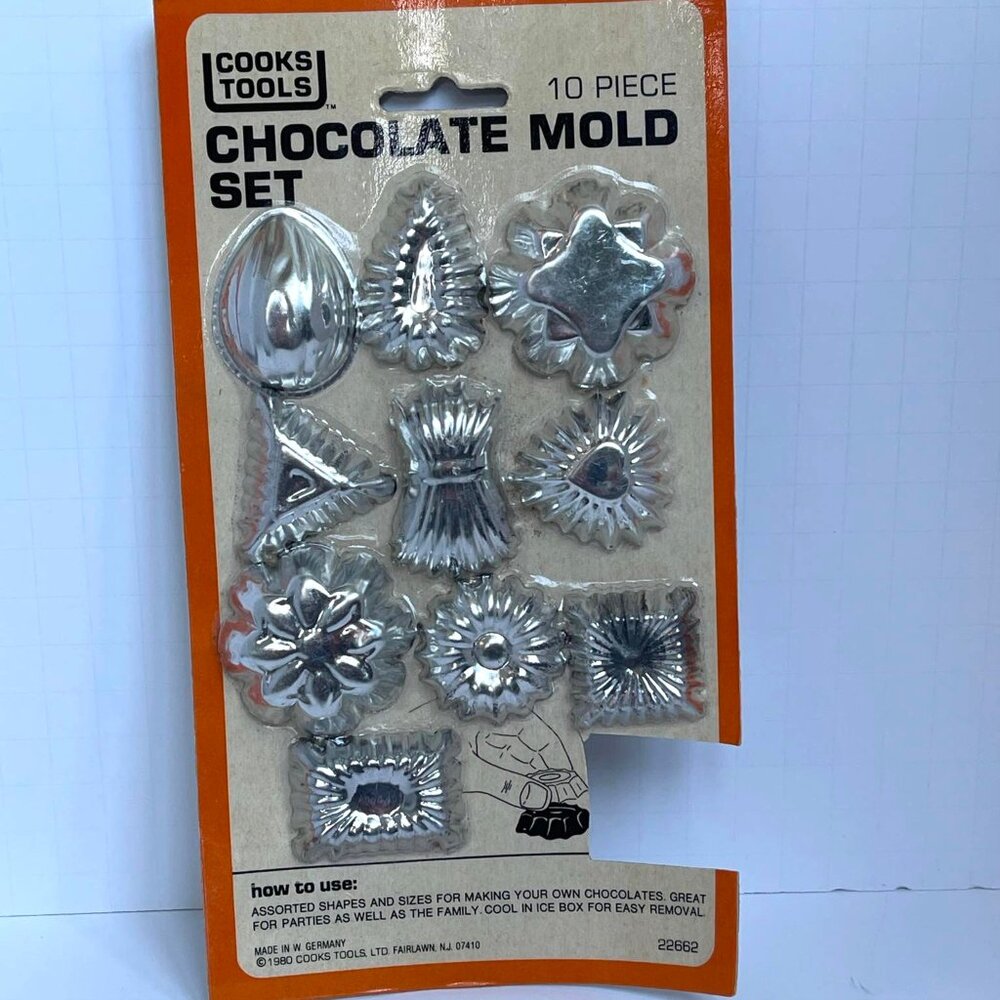 COOKS
TOOLS™
10 PIECE
CHOCOLATE MOLD
SET
how to use:
ASSORTED SHAPES AND SIZES FOR MAKING YOUR OWN CHOCOLATES. GREAT
FOR PARTIES AS WELL AS THE FAMILY. COOL IN ICE BOX FOR EASY REMOVAL.
MADE IN W. GERMANY
©1980 COOKS TOOLS, LTD. FAIRLAWN, N.J. 07410
22662